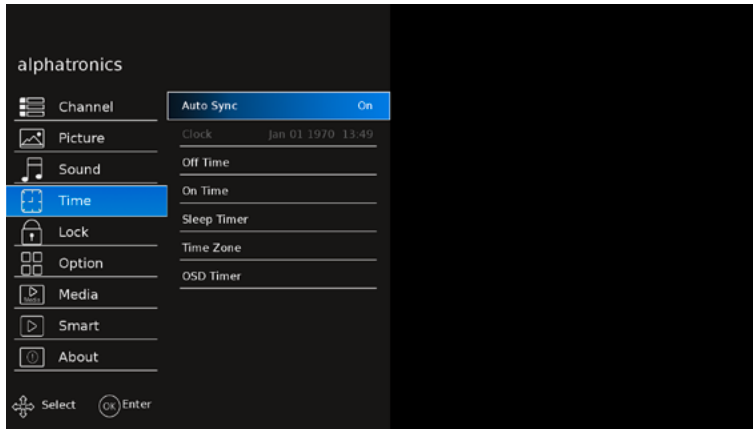 alphatronics
Channel
Picture
Sound
Time
Lock
Option
Media
Smart
About
Auto Sync On
Clock Jan 01 1970 13:49
Off Time
On Time
Sleep Timer
Time Zone
OSD Timer
Select OK Enter